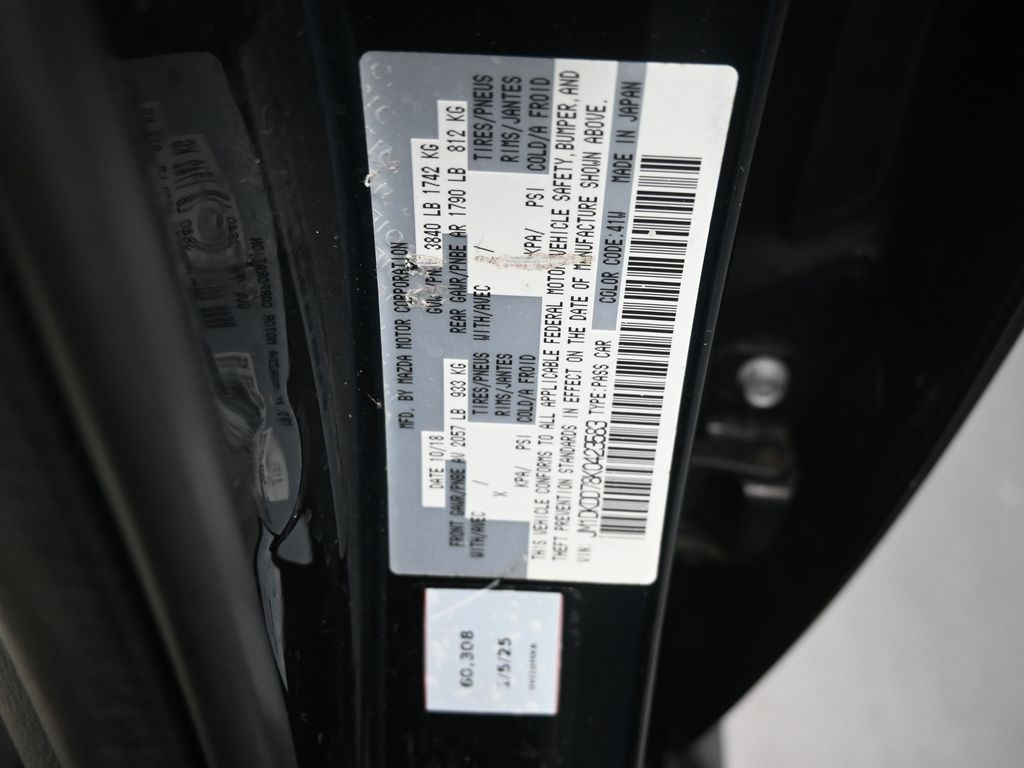 MFD. BY MAZDA MOTOR CORPORATION
DATE 10/18
3840 LB 1742 KG
FRONT GAWR/PNBE AV 2057 LB 933 KG
REAR GAWR/PNBE AR 1790 LB 812 KG
WITH/AVEC
TIRES/PNEUS
WITH/AVEC
TIRES/PNEUS
X /
RIMS/JANTES
/
RIMS/JANTES
KPA/ PSI
COLD/A FROID
KPA/ PSI
COLD/A FROID
THIS VEHICLE CONFORMS TO ALL APPLICABLE FEDERAL MOTOR VEHICLE SAFETY, BUMPER, AND
THEFT PREVENTION STANDARDS IN EFFECT ON THE DATE OF MANUFACTURE SHOWN ABOVE.
VIN: TYPE:PASS CAR
COLOR CODE:41W MADE IN JAPAN
60,308
/5/25